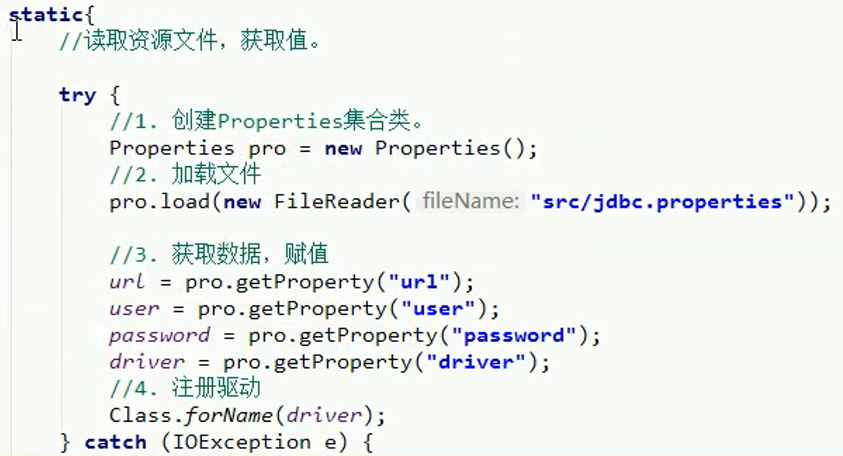 static{
//读取资源文件，获取值。
try {
//1. 创建Properties集合类。
Properties pro = new Properties();
//2. 加载文件
pro.load(new FileReader( fileName: "src/jdbc.properties"));
//3. 获取数据，赋值
url = pro.getProperty("url");
user = pro.getProperty("user");
password = pro.getProperty("password");
driver = pro.getProperty("driver");
//4. 注册驱动
Class.forName(driver);
} catch (IOException e) {